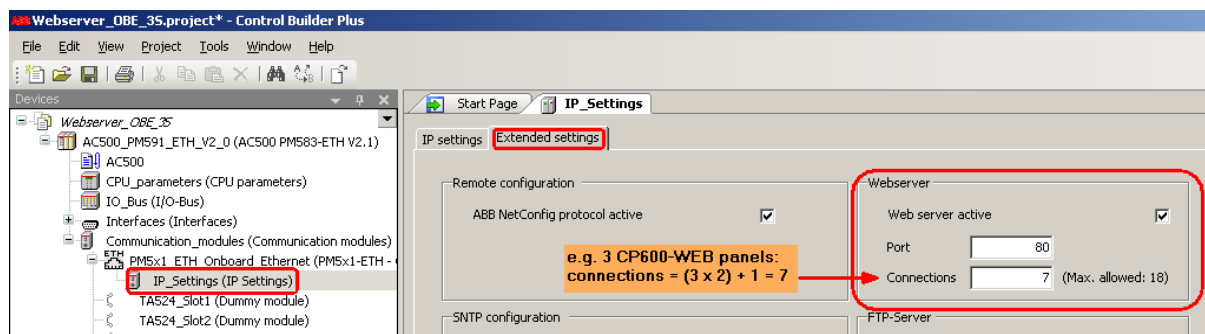 ABB Webserver_OBE_3S.project* - Control Builder Plus
File Edit View Project Tools Window Help
Devices
Webserver_OBE_3S
AC500_PM591_ETH_V2_0 (AC500 PM583-ETH V2.1)
AC500
CPU_parameters (CPU parameters)
IO_Bus (I/O-Bus)
Interfaces (Interfaces)
Communication_modules (Communication modules)
ETH
PM5x1_ETH_Onboard_Ethernet (PM5x1-ETH -
IP_Settings (IP Settings)
TA524_Slot1 (Dummy module)
TA524_Slot2 (Dummy module)
Start Page IP_Settings
IP settings Extended settings
Remote configuration
ABB NetConfig protocol active
e.g. 3 CP600-WEB panels:
connections = (3 x 2) + 1 = 7
SNTP configuration
Webserver
Web server active
Port 80
Connections 7 (Max. allowed: 18)
FTP-Server